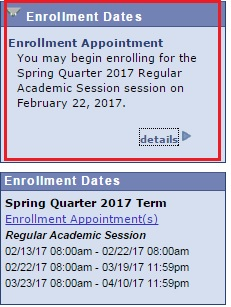 Enrollment Dates
Enrollment Appointment
You may begin enrolling for the
Spring Quarter 2017 Regular
Academic Session session on
February 22, 2017.
details
Enrollment Dates
Spring Quarter 2017 Term
Enrollment Appointment(s)
Regular Academic Session
02/13/17 08:00am - 02/22/17 08:00am
02/22/17 08:00am - 03/19/17 11:59pm
03/23/17 08:00am - 04/10/17 11:59pm